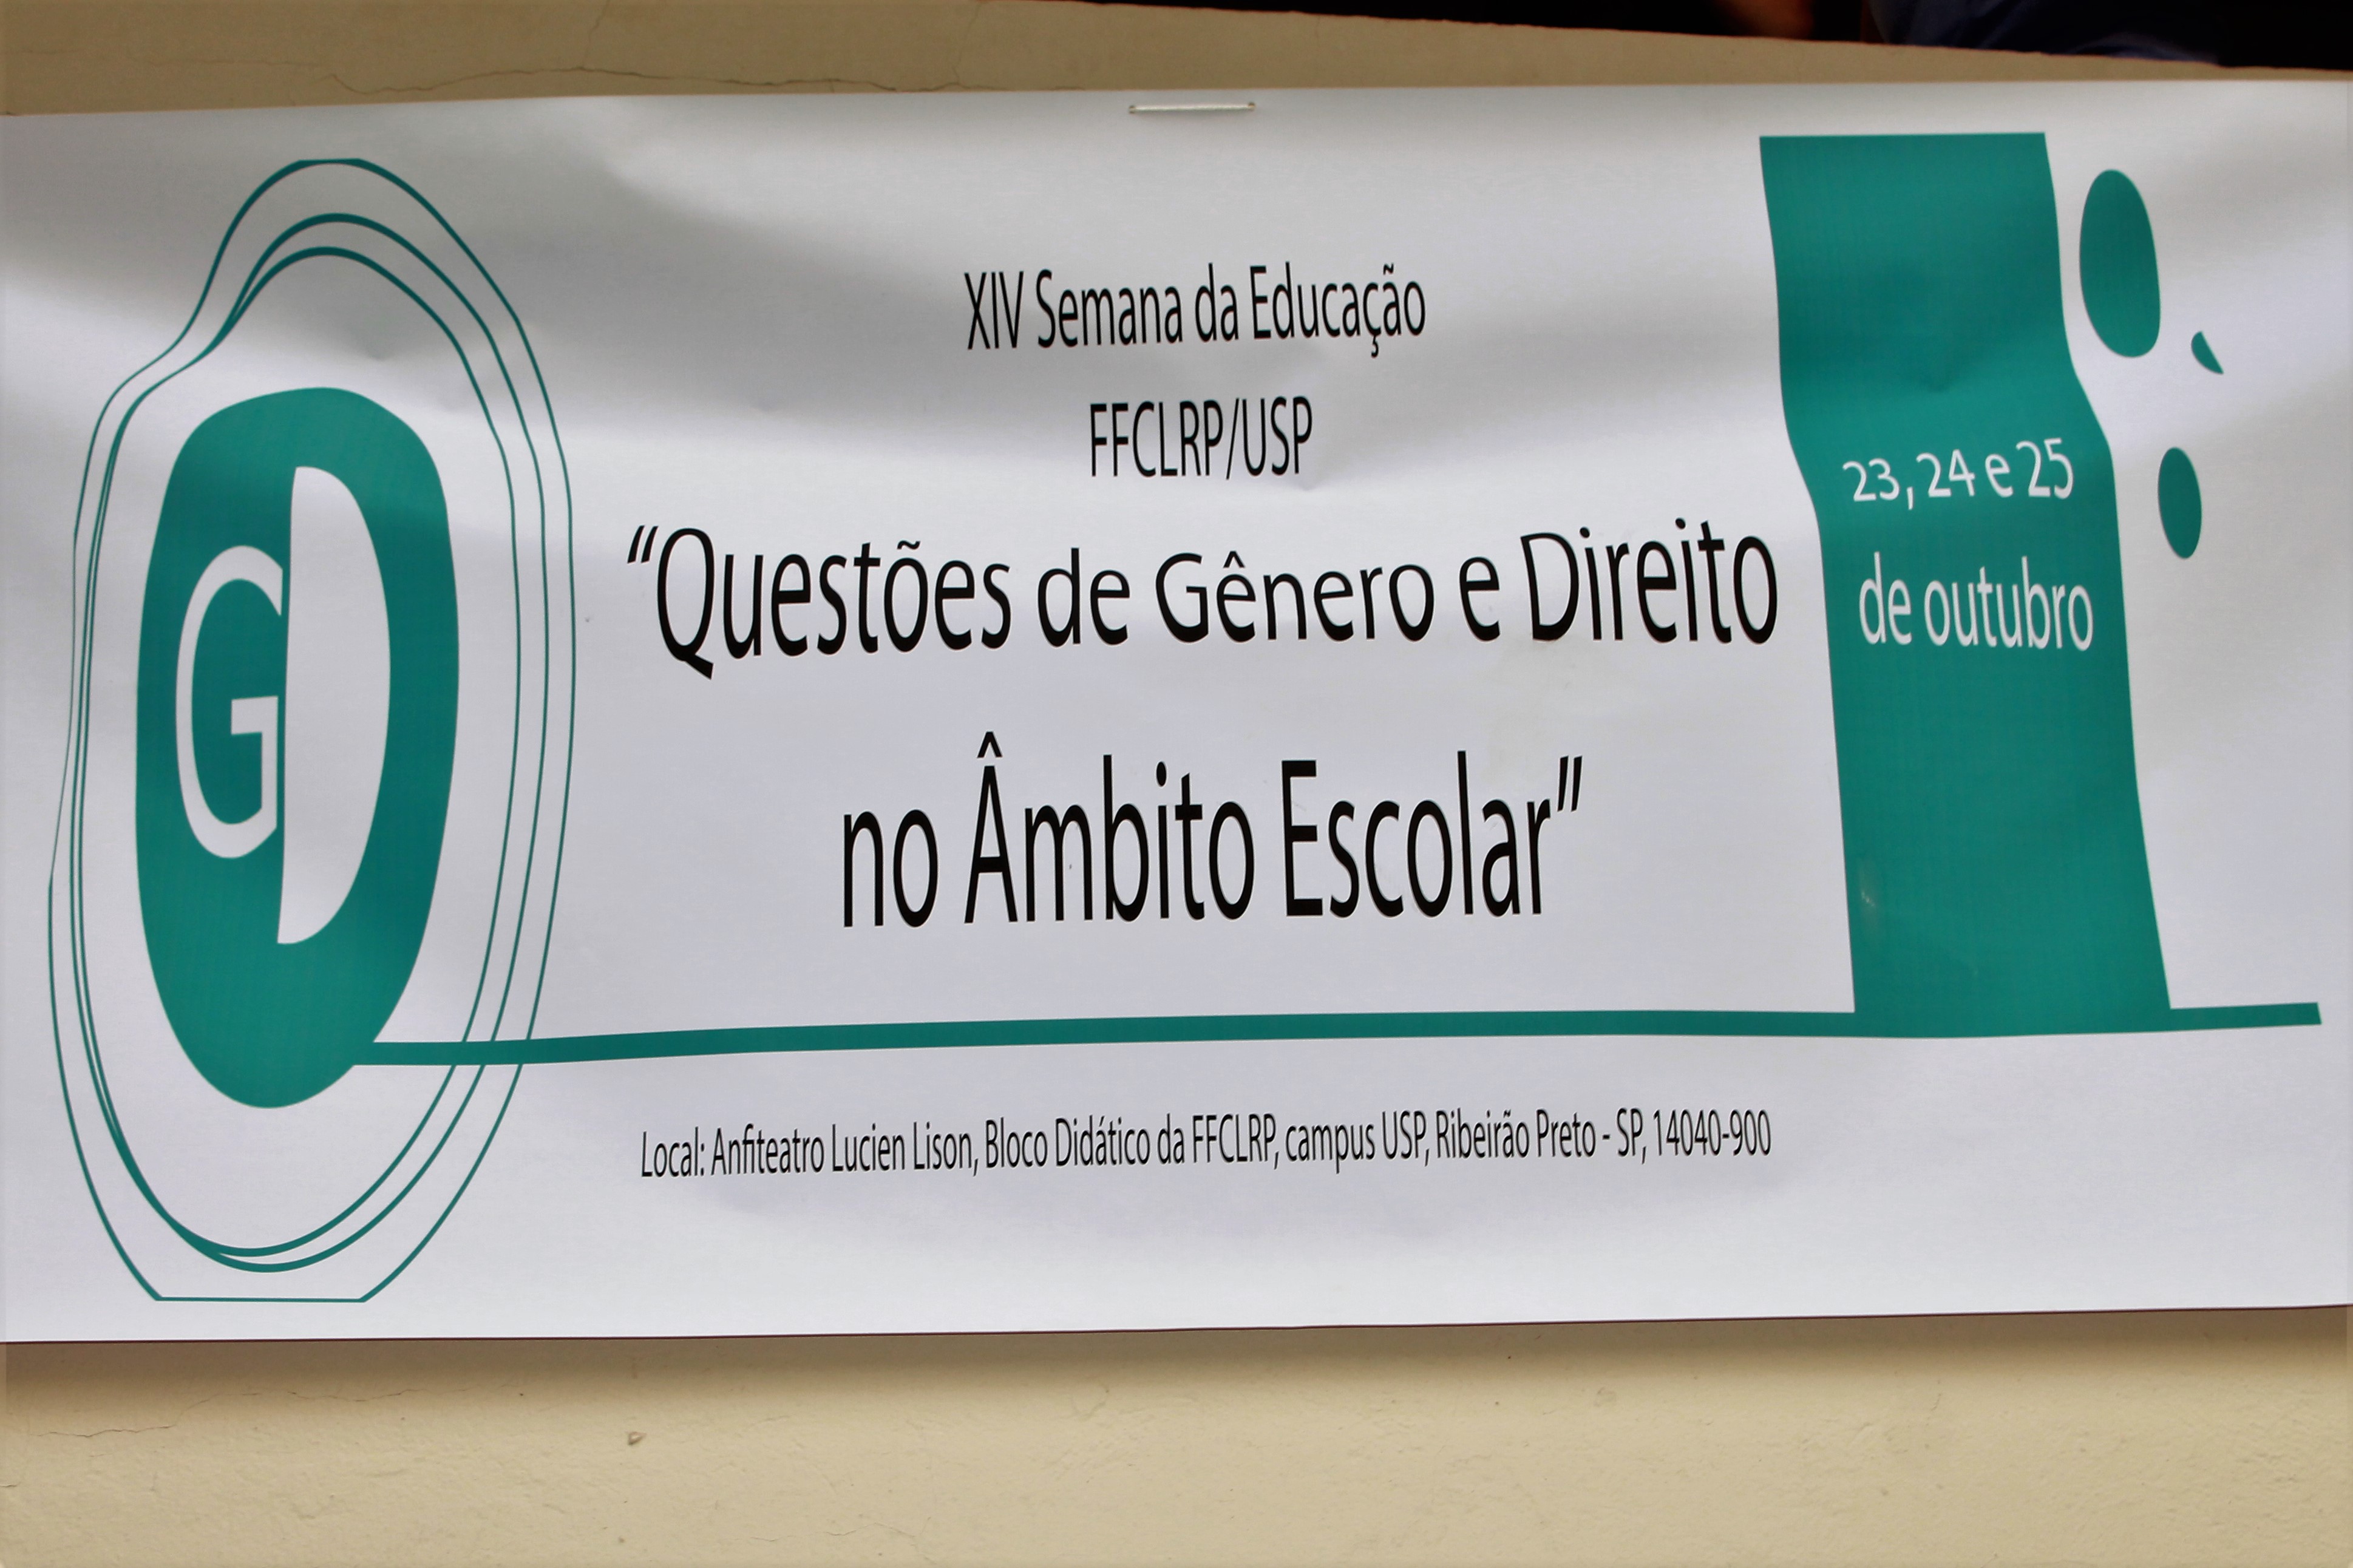 XIV Semana da Educação
FFCLRP/USP
“Questões de Gênero e Direito
no Âmbito Escolar”
23, 24 e 25
de outubro
GD
Local: Anfiteatro Lucien Lison, Bloco Didático da FFCLRP, campus USP, Ribeirão Preto - SP, 14040-900